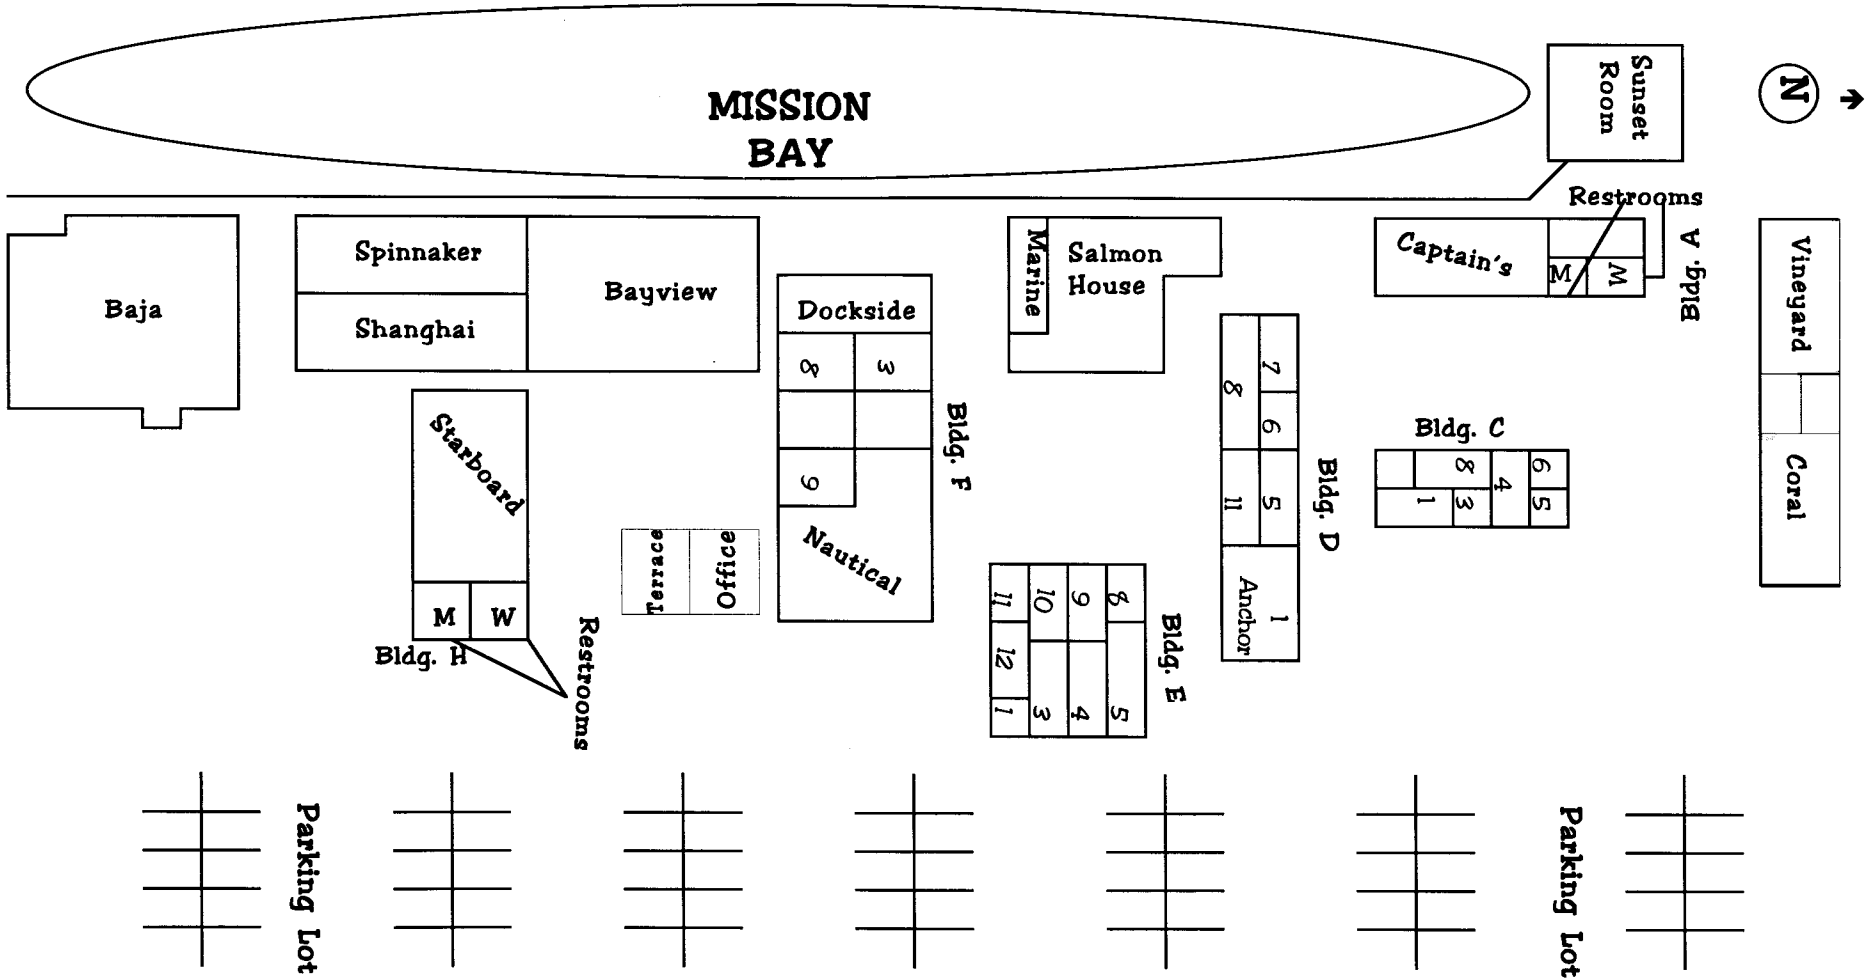 MISSION
BAY
Sunset
Room
N
Restrooms
Baja
Spinnaker
Shanghai
Bayview
Dockside
8
3
9
Nautical
Bldg. F
Marine
Salmon
House
Captain's
M
W
Bldg. A
Vineyard
Coral
7
8
6
11
5
1
Anchor
Bldg. D
Bldg. C
8
6
4
1
3
5
Starboard
M
W
Bldg. H
Restrooms
Terrace
Office
11
10
9
8
12
1
3
4
5
Bldg. E
Parking Lot
Parking Lot